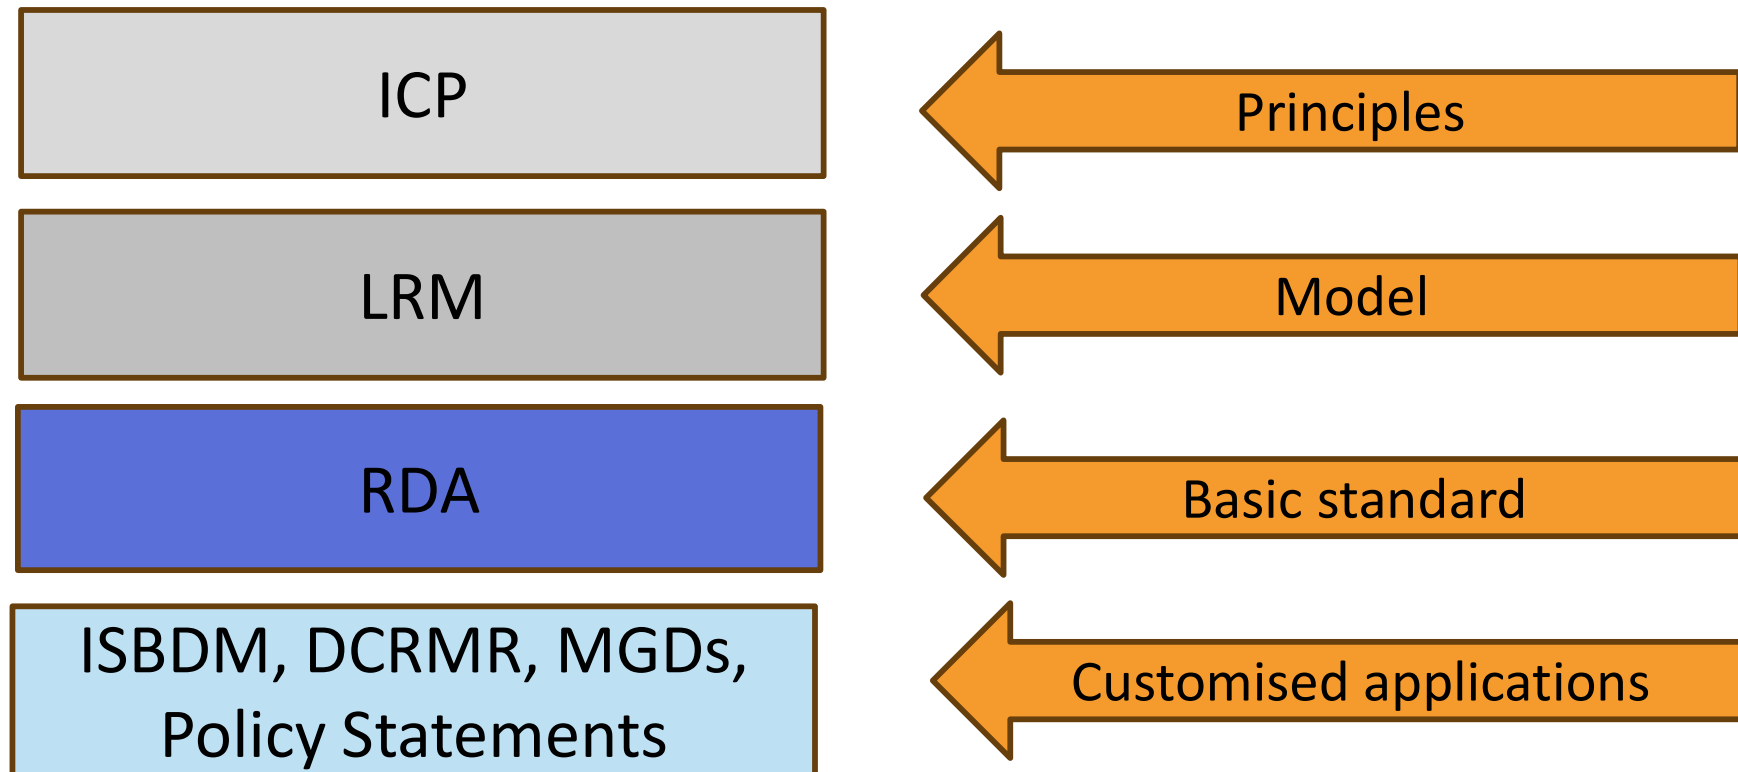 ICP
Principles
LRM
Model
RDA
Basic standard
ISBDM, DCRMR, MGDs,
Policy Statements
Customised applications